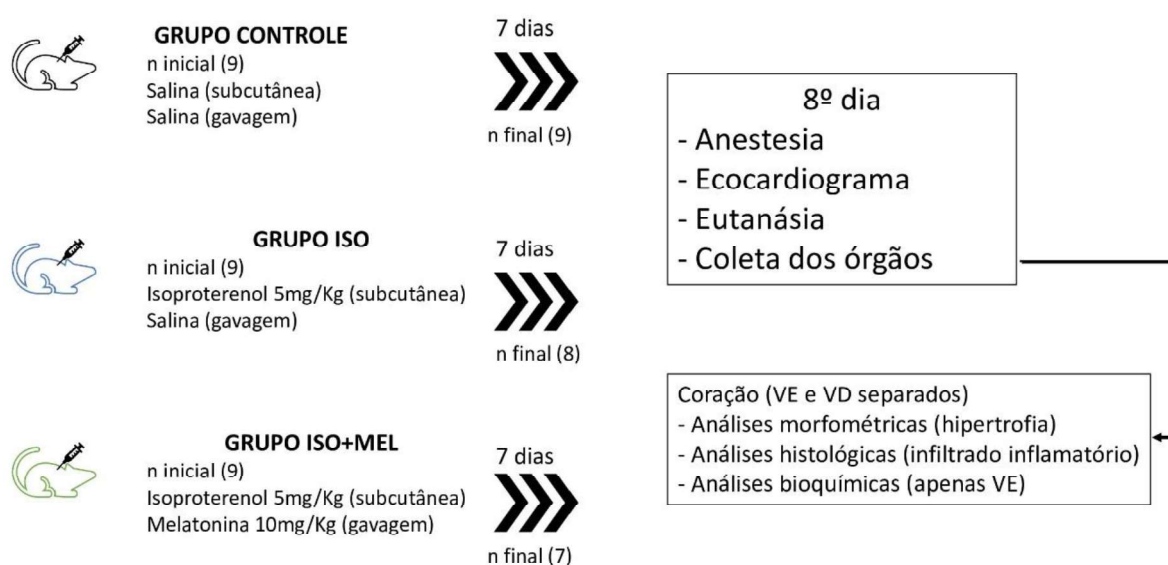 GRUPO CONTROLE
n inicial (9)
Salina (subcutânea)
Salina (gavagem)
7 dias
n final (9)
GRUPO ISO
n inicial (9)
Isoproterenol 5mg/Kg (subcutânea)
Salina (gavagem)
7 dias
n final (8)
GRUPO ISO+MEL
n inicial (9)
Isoproterenol 5mg/Kg (subcutânea)
Melatonina 10mg/Kg (gavagem)
7 dias
n final (7)
8º dia
- Anestesia
- Ecocardiograma
- Eutanásia
- Coleta dos órgãos
Coração (VE e VD separados)
- Análises morfométricas (hipertrofia)
- Análises histológicas (infiltrado inflamatório)
- Análises bioquímicas (apenas VE)